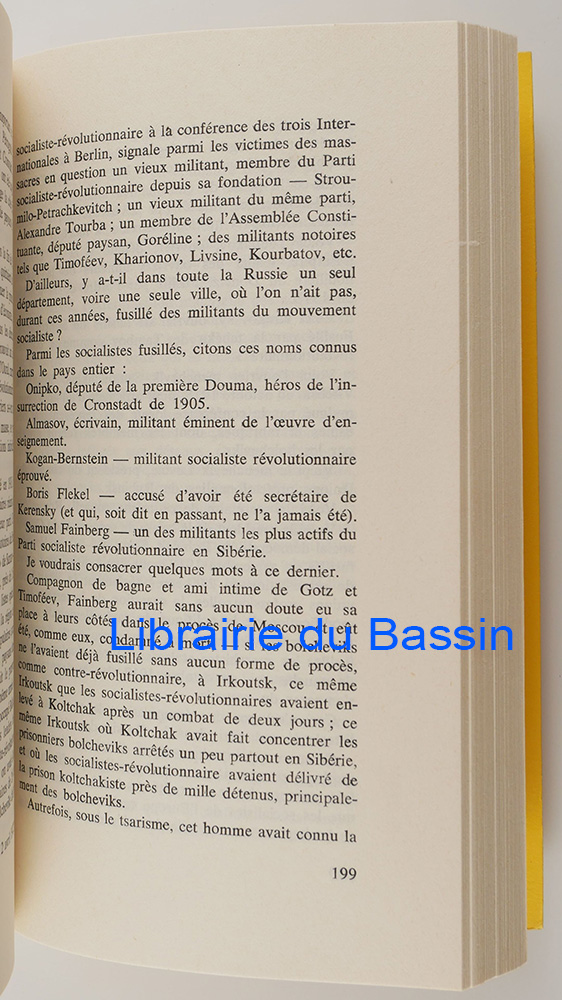 socialiste-révolutionnaire à la conférence des trois Inter-
nationales à Berlin, signale parmi les victimes des mas-
sacres en question un vieux militant, membre du Parti
socialiste-révolutionnaire depuis sa fondation — Strou-
milo-Petrachkevitch ; un vieux militant du même parti,
Alexandre Tourba ; un membre de l'Assemblée Consti-
tuante, député paysan, Goréline ; des militants notoires
tels que Timoféev, Kharionov, Livsine, Kourbatov, etc.
D'ailleurs, y a-t-il dans toute la Russie un seul
département, voire une seule ville, où l'on n'ait pas,
durant ces années, fusillé des militants du mouvement
socialiste ?
Parmi les socialistes fusillés, citons ces noms connus
dans le pays entier :
Onipko, député de la première Douma, héros de l'in-
surrection de Cronstadt de 1905.
Almasov, écrivain, militant éminent de l'œuvre d'en-
seignement.
Kogan-Bernstein — militant socialiste révolutionnaire
éprouvé.
Boris Flekel — accusé d'avoir été secrétaire de
Kerensky (et qui, soit dit en passant, ne l'a jamais été).
Samuel Fainberg — un des militants les plus actifs du
Parti socialiste révolutionnaire en Sibérie.
Je voudrais consacrer quelques mots à ce dernier.
Compagnon de bagne et ami intime de Gotz et
Timoféev, Fainberg aurait sans aucun doute eu sa
place à leurs côtés dans le procès de Moscou et eût
été, comme eux, condamné à mort, si les bolcheviks
ne l'avaient déjà fusillé sans aucun forme de procès,
comme contre-révolutionnaire, à Irkoutsk, ce même
Irkoutsk que les socialistes-révolutionnaires avaient en-
levé à Koltchak après un combat de deux jours ; ce
même Irkoutsk où Koltchak avait fait concentrer les
prisonniers bolcheviks arrêtés un peu partout en Sibérie,
et où les socialistes-révolutionnaire avaient délivré de
la prison koltchakiste près de mille détenus, principale-
ment des bolcheviks.
Autrefois, sous le tsarisme, cet homme avait connu la
199
Librairie du Bassin